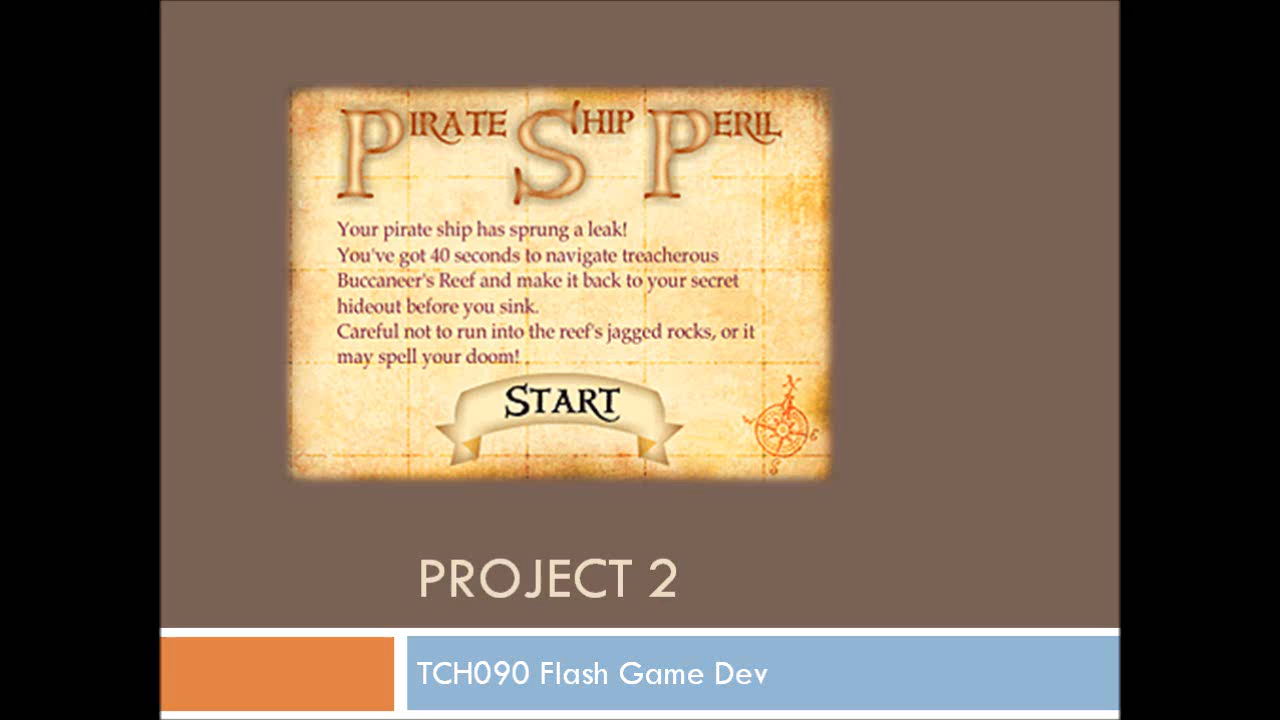 Pirate Ship Peril
Your pirate ship has sprung a leak!
You've got 40 seconds to navigate treacherous
Buccaneer's Reef and make it back to your secret
hideout before you sink.
Careful not to run into the reef's jagged rocks, or it
may spell your doom!
START
N
E
S
PROJECT 2
TCH090 Flash Game Dev